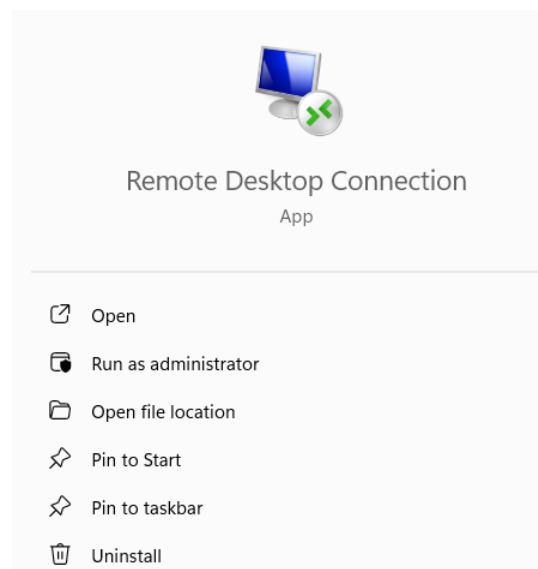 Remote Desktop Connection
App
Open
Run as administrator
Open file location
Pin to Start
Pin to taskbar
Uninstall